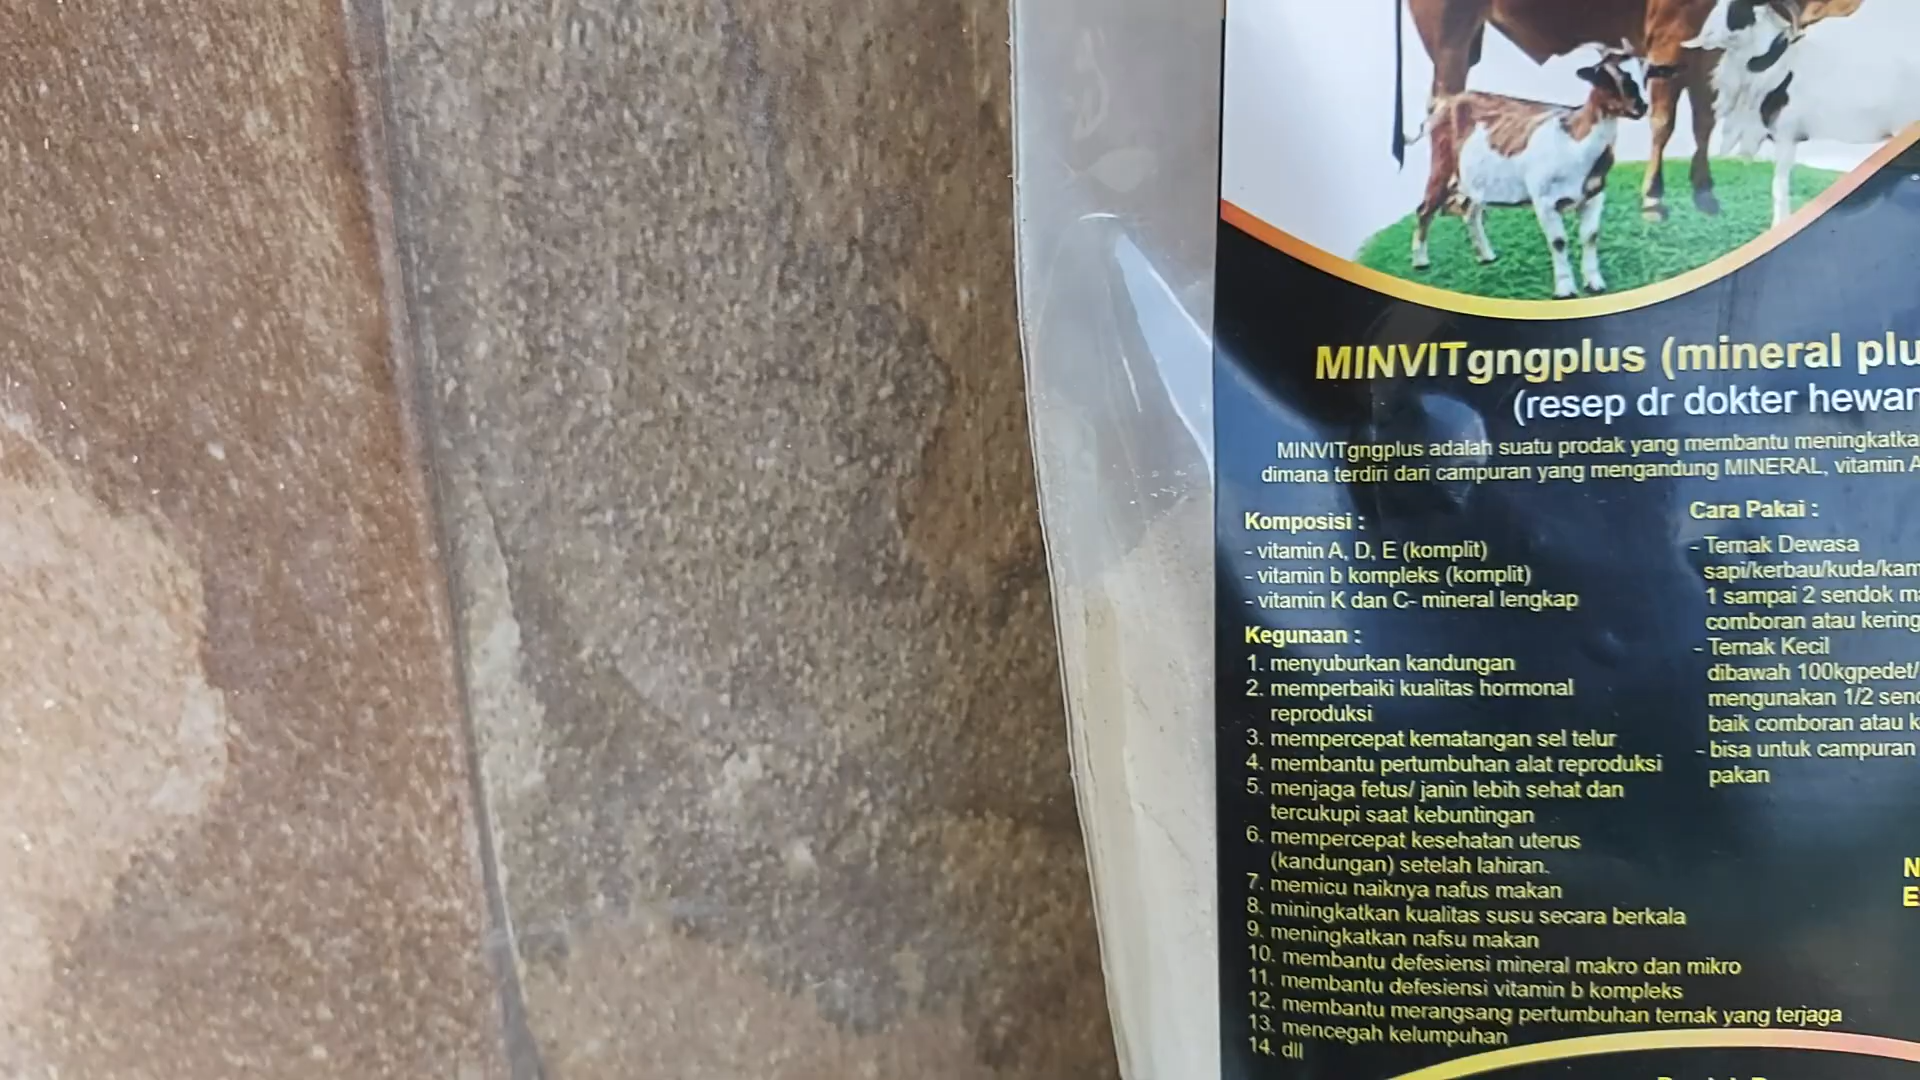 MINVITgngplus (mineral
(resep dr dokter
MINVITgngplus adalah suatu prodak yang membantu
dimana terdiri dari campuran yang mengandung MINERAL, vitamin A
Komposisi :
- vitamin A, D, E (komplit)
- vitamin b kompleks (komplit)
- vitamin K dan C- mineral lengkap
Kegunaan :
1. menyuburkan kandungan
2. memperbaiki kualitas hormonal
reproduksi
3. mempercepat kematangan sel telur
4. membantu pertumbuhan alat reproduksi
5. menjaga fetus/ janin lebih sehat dan
tercukupi saat kebuntingan
6. mempercepat kesehatan uterus
(kandungan) setelah lahiran.
7. memicu naiknya nafus makan
8. miningkatkan kualitas susu secara berkala
9. meningkatkan nafsu makan
10. membantu defesiensi mineral makro dan mikro
11. membantu defesiensi vitamin b kompleks
12. membantu merangsang pertumbuhan ternak yang terjaga
13. mencegah kelumpuhan
14. dll
Cara Pakai :
- Ternak Dewasa
sapi/kerbau/kuda/
1 sampai 2 sendok
comboran atau kering
- Ternak Kecil
dibawah 100kgpedet/
mengunakan 1/2
baik comboran atau
- bisa untuk campuran
pakan